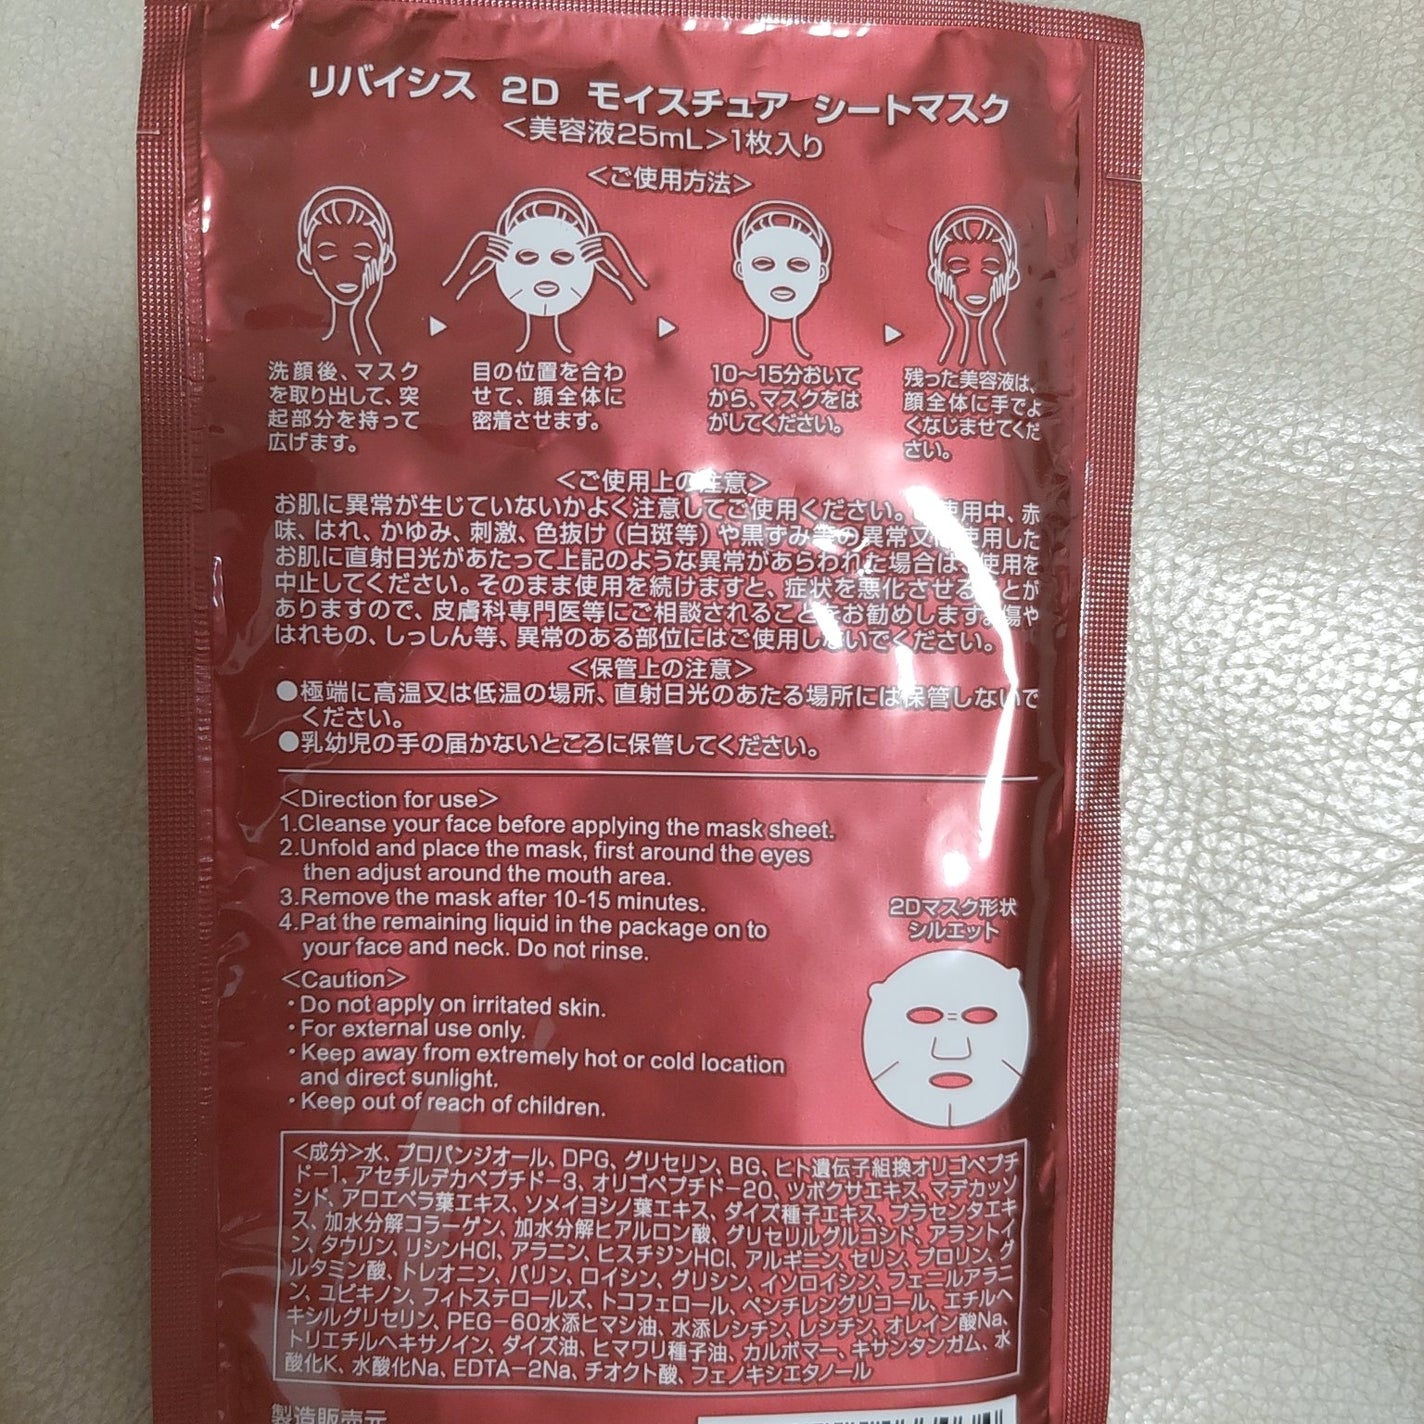 リバイシス 2D モイスチュア シートマスク
＜美容液25mL＞1枚入り
＜ご使用方法＞
洗顔後、マスク
を取り出して、突
起部分を持って
広げます。
目の位置を合わ
せて、顔全体に
密着させます。
10〜15分おいて
から、マスクをは
がしてください。
残った美容液は、
顔全体に手でよ
くなじませてくだ
さい。
＜ご使用上の注意＞
お肌に異常が生じていないかよく注意してご使用ください。使用中、赤
味、はれ、かゆみ、刺激、色抜け（白斑等）や黒ずみ等の異常又は使用した
お肌に直射日光があたって上記のような異常があらわれた場合は使用を
中止してください。そのまま使用を続けますと、症状を悪化させることが
ありますので、皮膚科専門医等にご相談されることをお勧めします。傷や
はれもの、しっしん等、異常のある部位にはご使用しないでください。
＜保管上の注意＞
●極端に高温又は低温の場所、直射日光のあたる場所には保管しないで
ください。
●乳幼児の手の届かないところに保管してください。
＜Direction for use＞
1.Cleanse your face before applying the mask sheet.
2.Unfold and place the mask, first around the eyes
then adjust around the mouth area.
3.Remove the mask after 10-15 minutes.
4.Pat the remaining liquid in the package on to
your face and neck. Do not rinse.
＜Caution＞
・Do not apply on irritated skin.
・For external use only.
・Keep away from extremely hot or cold location
and direct sunlight.
・Keep out of reach of children.
2Dマスク形状
シルエット
＜成分＞水、プロパンジオール、DPG、グリセリン、BG、ヒト遺伝子組換オリゴペプチ
ド-1、アセチルデカペプチド-3、オリゴペプチド-20、ツボクサエキス、マデカッソ
シド、アロエベラ葉エキス、ソメイヨシノ葉エキス、ダイズ種子エキス、プラセンタエキ
ス、加水分解コラーゲン、加水分解ヒアルロン酸、グリセリルグルコシド、アラントイ
ン、タウリン、リシンHCl、アラニン、ヒスチジンHCl、アルギニン、セリン、プロリン、グ
ルタミン酸、トレオニン、バリン、ロイシン、グリシン、イソロイシン、フェニルアラニ
ン、ユビキノン、フィトステロールズ、トコフェロール、ペンチレングリコール、エチルヘ
キシルグリセリン、PEG-60水添ヒマシ油、水添レシチン、レシチン、オレイン酸Na、
トリエチルヘキサノイン、ダイズ油、ヒマワリ種子油、カルボマー、キサンタンガム、水
酸化K、水酸化Na、EDTA-2Na、チオクト酸、フェノキシエタノール
製造販売元